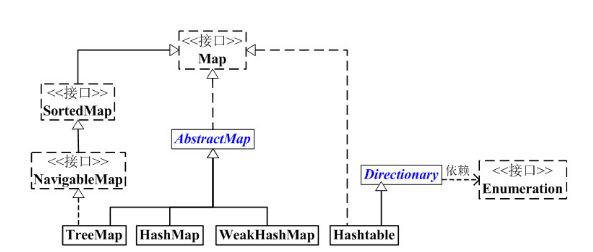 <<接口>>
Map
<<接口>>
SortedMap
AbstractMap
<<接口>>
NavigableMap
Directionary
依赖
<<接口>>
Enumeration
TreeMap
HashMap
WeakHashMap
Hashtable